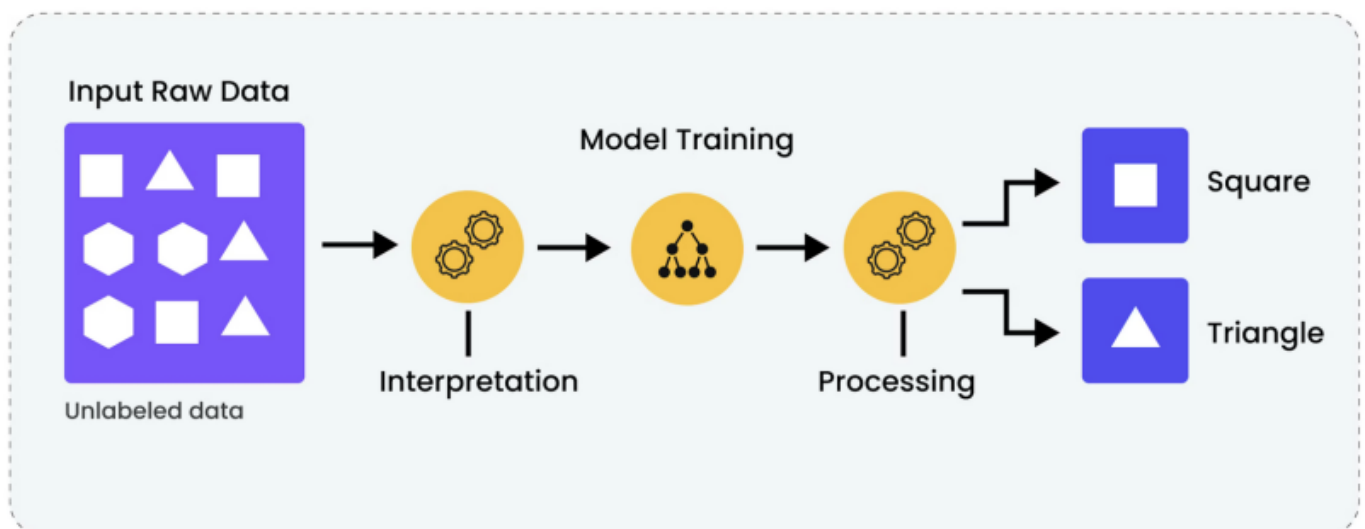 Input Raw Data
Model Training
Square
Triangle
Interpretation
Processing
Unlabeled data